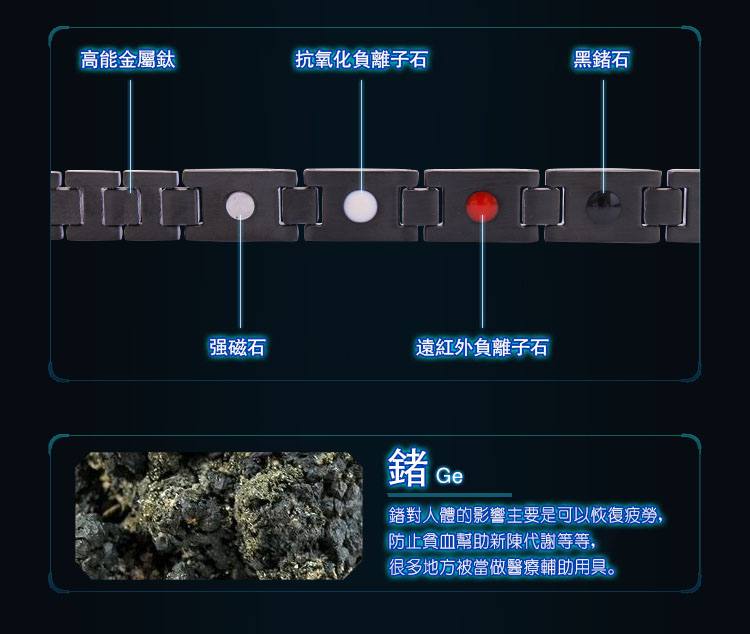 高能金屬鈦
抗氧化負離子石
黑鍺石
强磁石
遠紅外負離子石
鍺 Ge
鍺對人體的影響主要是可以恢復疲勞,
防止貧血幫助新陳代謝等等,
很多地方被當做醫療輔助用具。